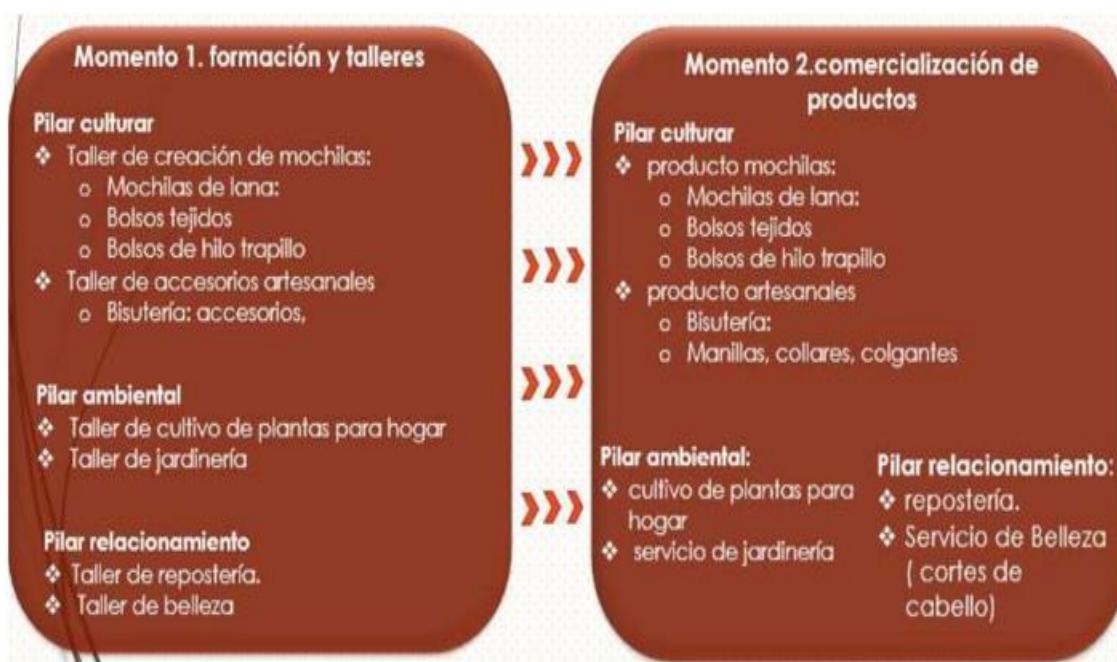 Momento 1. formación y talleres
Pilar culturar
❖ Taller de creación de mochilas:
o Mochilas de lana:
o Bolsos tejidos
o Bolsos de hilo trapillo
❖ Taller de accesorios artesanales
o Bisutería: accesorios,
Pilar ambiental
❖ Taller de cultivo de plantas para hogar
❖ Taller de jardinería
Pilar relacionamiento
❖ Taller de repostería.
❖ Taller de belleza
Momento 2.comercialización de
productos
Pilar culturar
❖ producto mochilas:
o Mochilas de lana:
o Bolsos tejidos
o Bolsos de hilo trapillo
❖ producto artesanales
o Bisutería:
o Manillas, collares, colgantes
Pilar ambiental:
❖ cultivo de plantas para
hogar
❖ servicio de jardinería
Pilar relacionamiento:
❖ repostería.
❖ Servicio de Belleza
( cortes de
cabello)